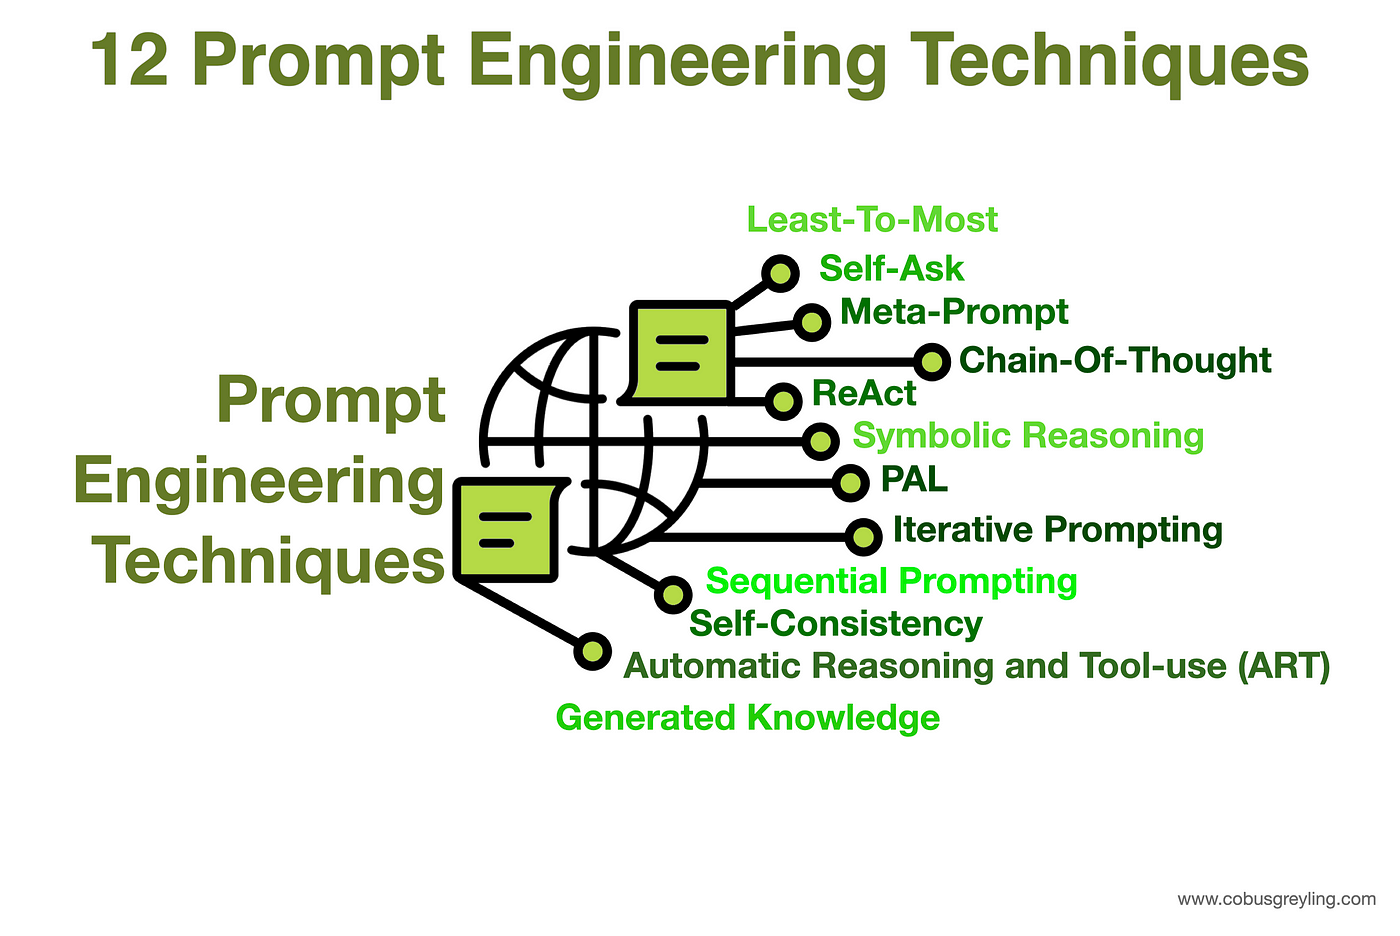 12 Prompt Engineering Techniques
Least-To-Most
Self-Ask
Meta-Prompt
Chain-Of-Thought
ReAct
Symbolic Reasoning
PAL
Iterative Prompting
Sequential Prompting
Self-Consistency
Automatic Reasoning and Tool-use (ART)
Generated Knowledge
Prompt
Engineering
Techniques
www.cobusgreyling.com